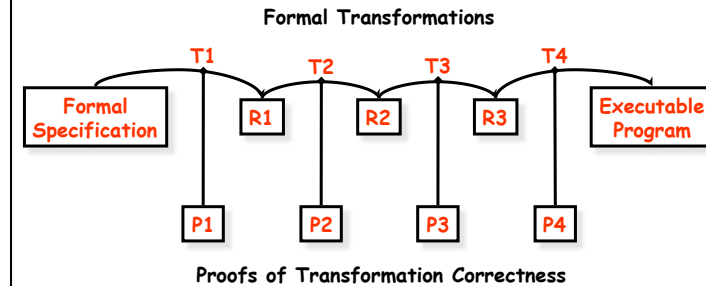 Formal Transformations
T1
T2
T3
T4
Formal
Specification
R1
R2
R3
Executable
Program
P1
P2
P3
P4
Proofs of Transformation Correctness